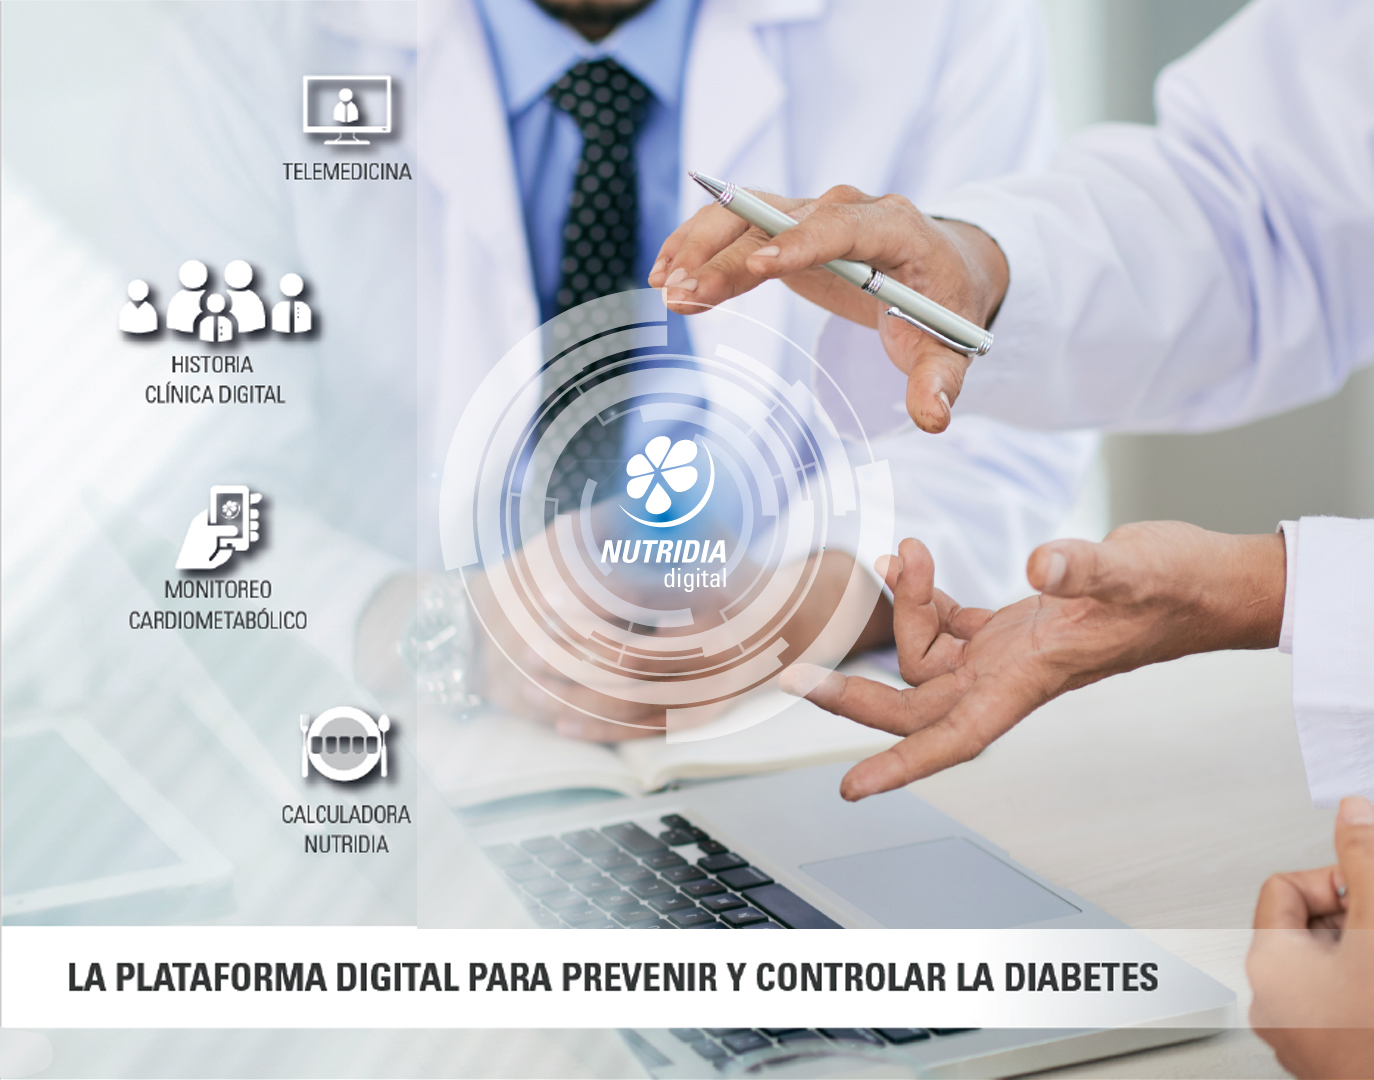 TELEMEDICINA
HISTORIA
CLÍNICA DIGITAL
MONITOREO
CARDIOMETABÓLICO
CALCULADORA
NUTRIDIA
NUTRIDIA
digital
LA PLATAFORMA DIGITAL PARA PREVENIR Y CONTROLAR LA DIABETES